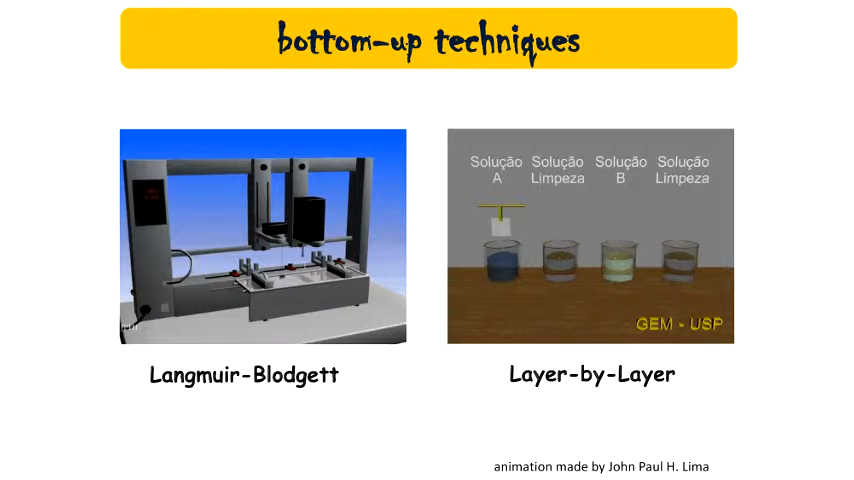 bottom-up techniques
Solução Solução Solução Solução
A Limpeza B Limpeza
GEM - USP
Langmuir-Blodgett
Layer-by-Layer
animation made by John Paul H. Lima